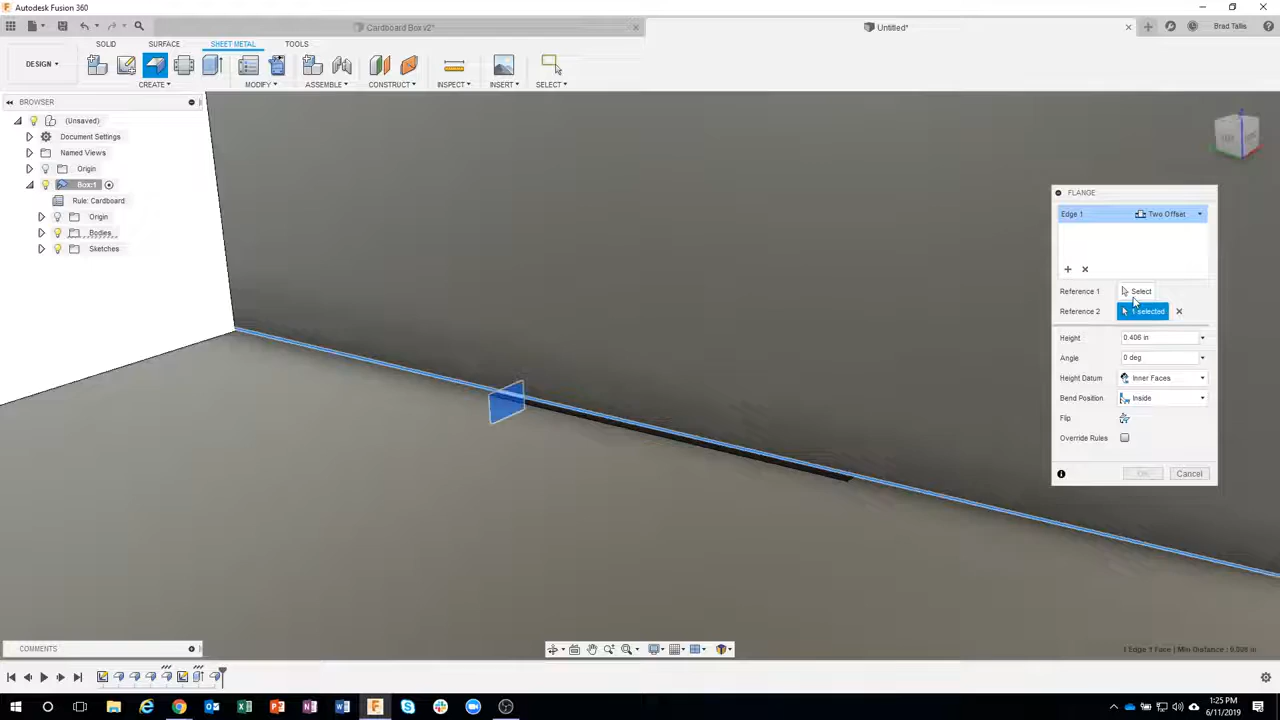 Autodesk Fusion 360
Cardboard Box v2*
Untitled*
Brad Tallis
SOLID
SURFACE
SHEET METAL
TOOLS
DESIGN
CREATE
MODIFY
ASSEMBLE
CONSTRUCT
INSPECT
INSERT
SELECT
BROWSER
(Unsaved)
Document Settings
Named Views
Origin
Box:1
Rule: Cardboard
Origin
Bodies
Sketches
FLANGE
Edge 1 Two Offset
Reference 1 Select
Reference 2 1 selected
Height 0.406 in
Angle 0 deg
Height Datum Inner Faces
Bend Position Inside
Flip
Override Rules
Cancel
COMMENTS
1:25 PM
6/11/2019